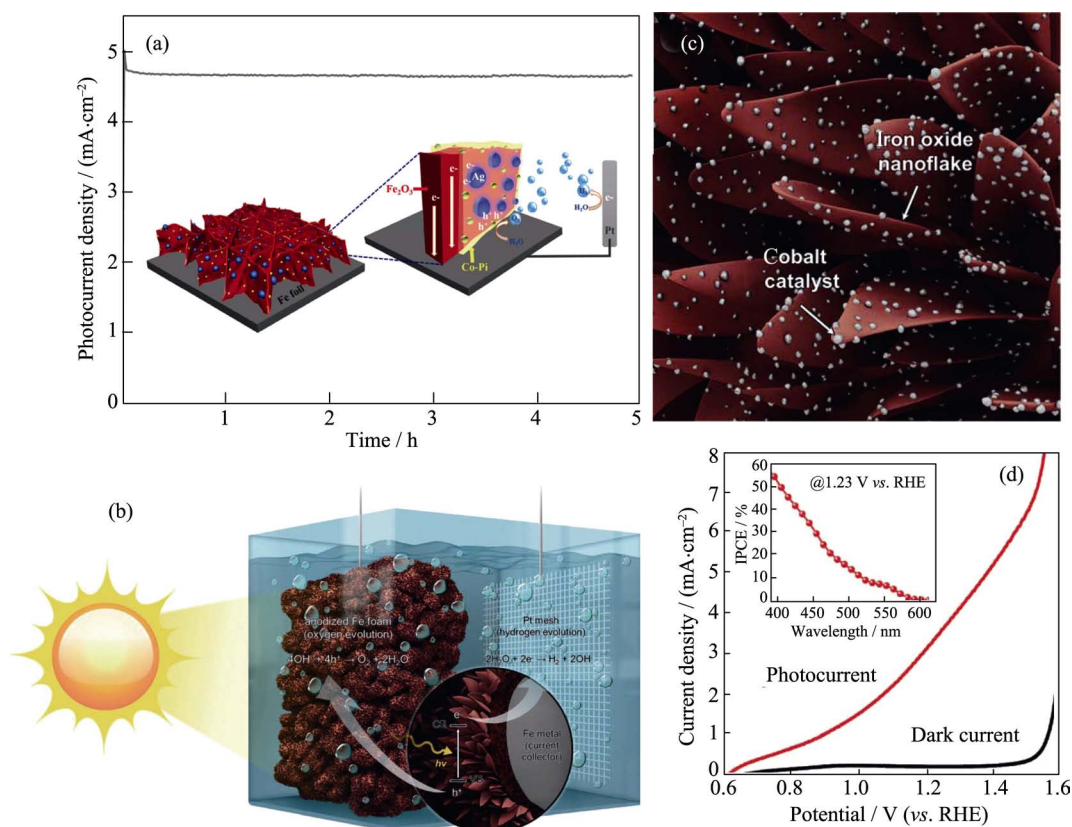 (a)
Photocurrent density / (mA·cm⁻²)
5
4
3
2
1
0
1
2
3
4
5
Time / h
Fe foil
Fe₂O₃
e-
e-
e-
e-
Ag
h⁺
h⁺
h⁺
Co-Pi
H₂O
H₂O
e-
Pt
(c)
Iron oxide
nanoflake
Cobalt
catalyst
(b)
anodized Fe foam
(oxygen evolution)
4OH + 4h⁺ → O₂ + 2H₂O
Pt mesh
(hydrogen evolution)
2H₂O + 2e → H₂ + 2OH
e
CB
hν
VB
h⁺
Fe metal
(current
collector)
(d)
Current density / (mA·cm⁻²)
8
7
6
5
4
3
2
1
0
0.6
0.8
1.0
1.2
1.4
1.6
Potential / V (vs. RHE)
Photocurrent
Dark current
@1.23 V vs. RHE
IPCE / %
60
50
40
30
20
10
0
400
450
500
550
600
Wavelength / nm